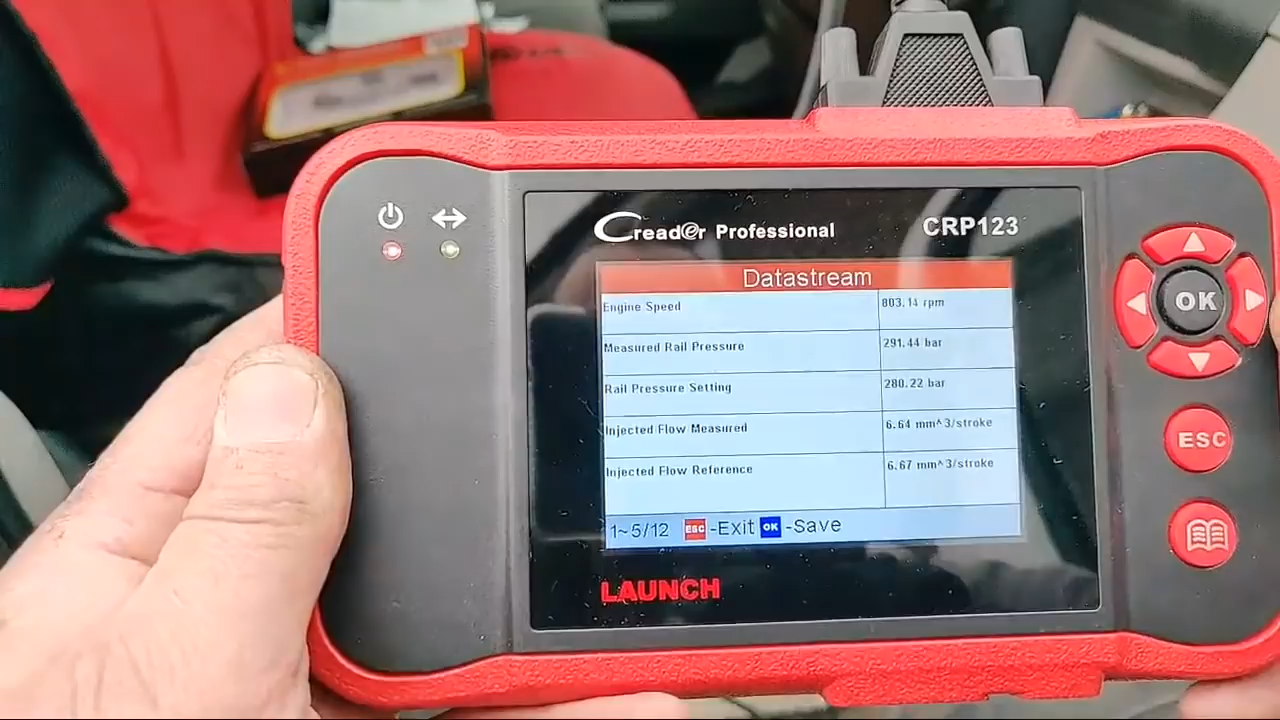 Creader Professional CRP123
Datastream
Engine Speed 803.14 rpm
Measured Rail Pressure 291.44 bar
Rail Pressure Setting 280.22 bar
Injected Flow Measured 6.64 mm^3/stroke
Injected Flow Reference 6.67 mm^3/stroke
1~5/12 ESC -Exit OK -Save
LAUNCH
OK
ESC